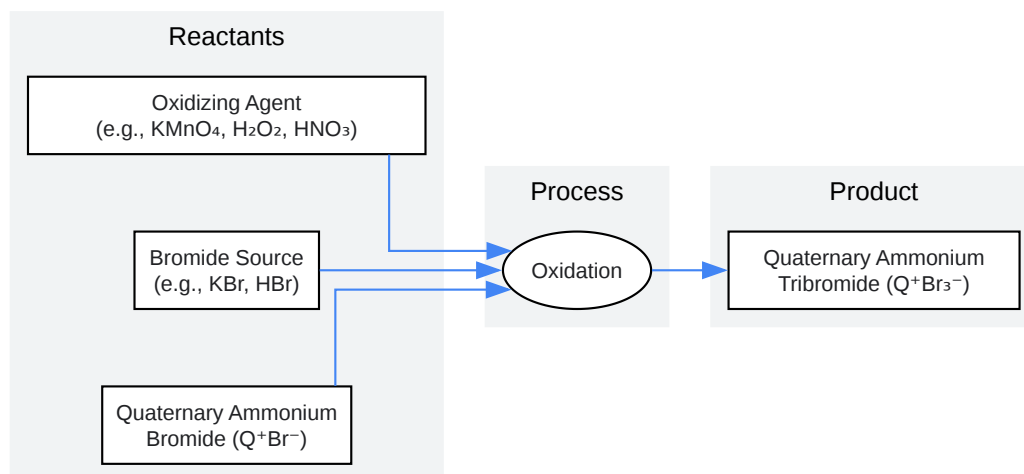 Reactants
Oxidizing Agent
(e.g., KMnO₄, H₂O₂, HNO₃)
Bromide Source
(e.g., KBr, HBr)
Quaternary Ammonium
Bromide (Q⁺Br⁻)
Process
Oxidation
Product
Quaternary Ammonium
Tribromide (Q⁺Br₃⁻)